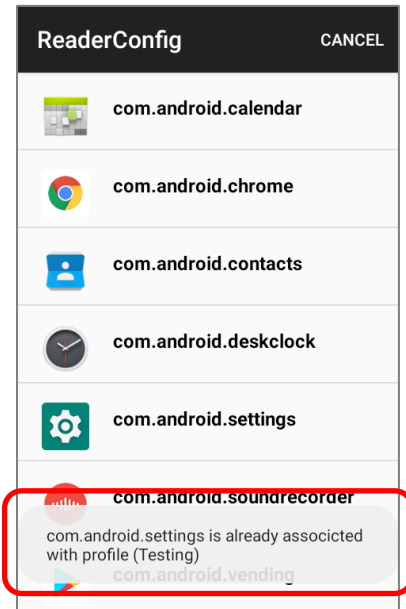 ReaderConfig CANCEL
com.android.calendar
com.android.chrome
com.android.contacts
com.android.deskclock
com.android.settings
com.android.soundrecorder
com.android.settings is already associcted
with profile (Testing)
com.android.vending